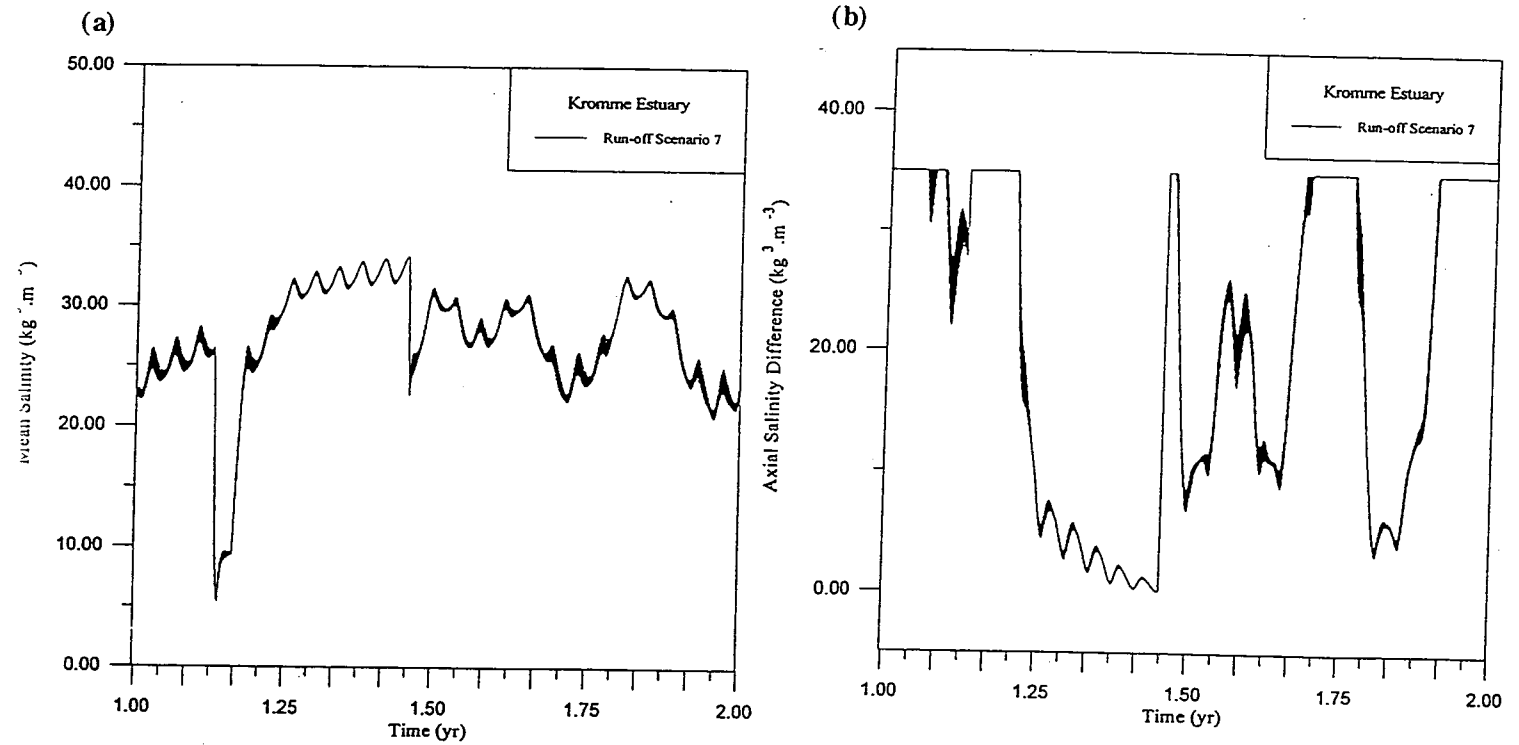 (a)
50.00
40.00
30.00
20.00
10.00
0.00
Salinity
Kromme Estuary
Run-off Scenario 7
1.00
1.25
1.50
1.75
2.00
Time (yr)
(b)
40.00
20.00
0.00
Axial Salinity Difference (kg ³ .m ⁻³)
Kromme Estuary
Run-off Scenario 7
1.00
1.25
1.50
1.75
2.00
Time (yr)